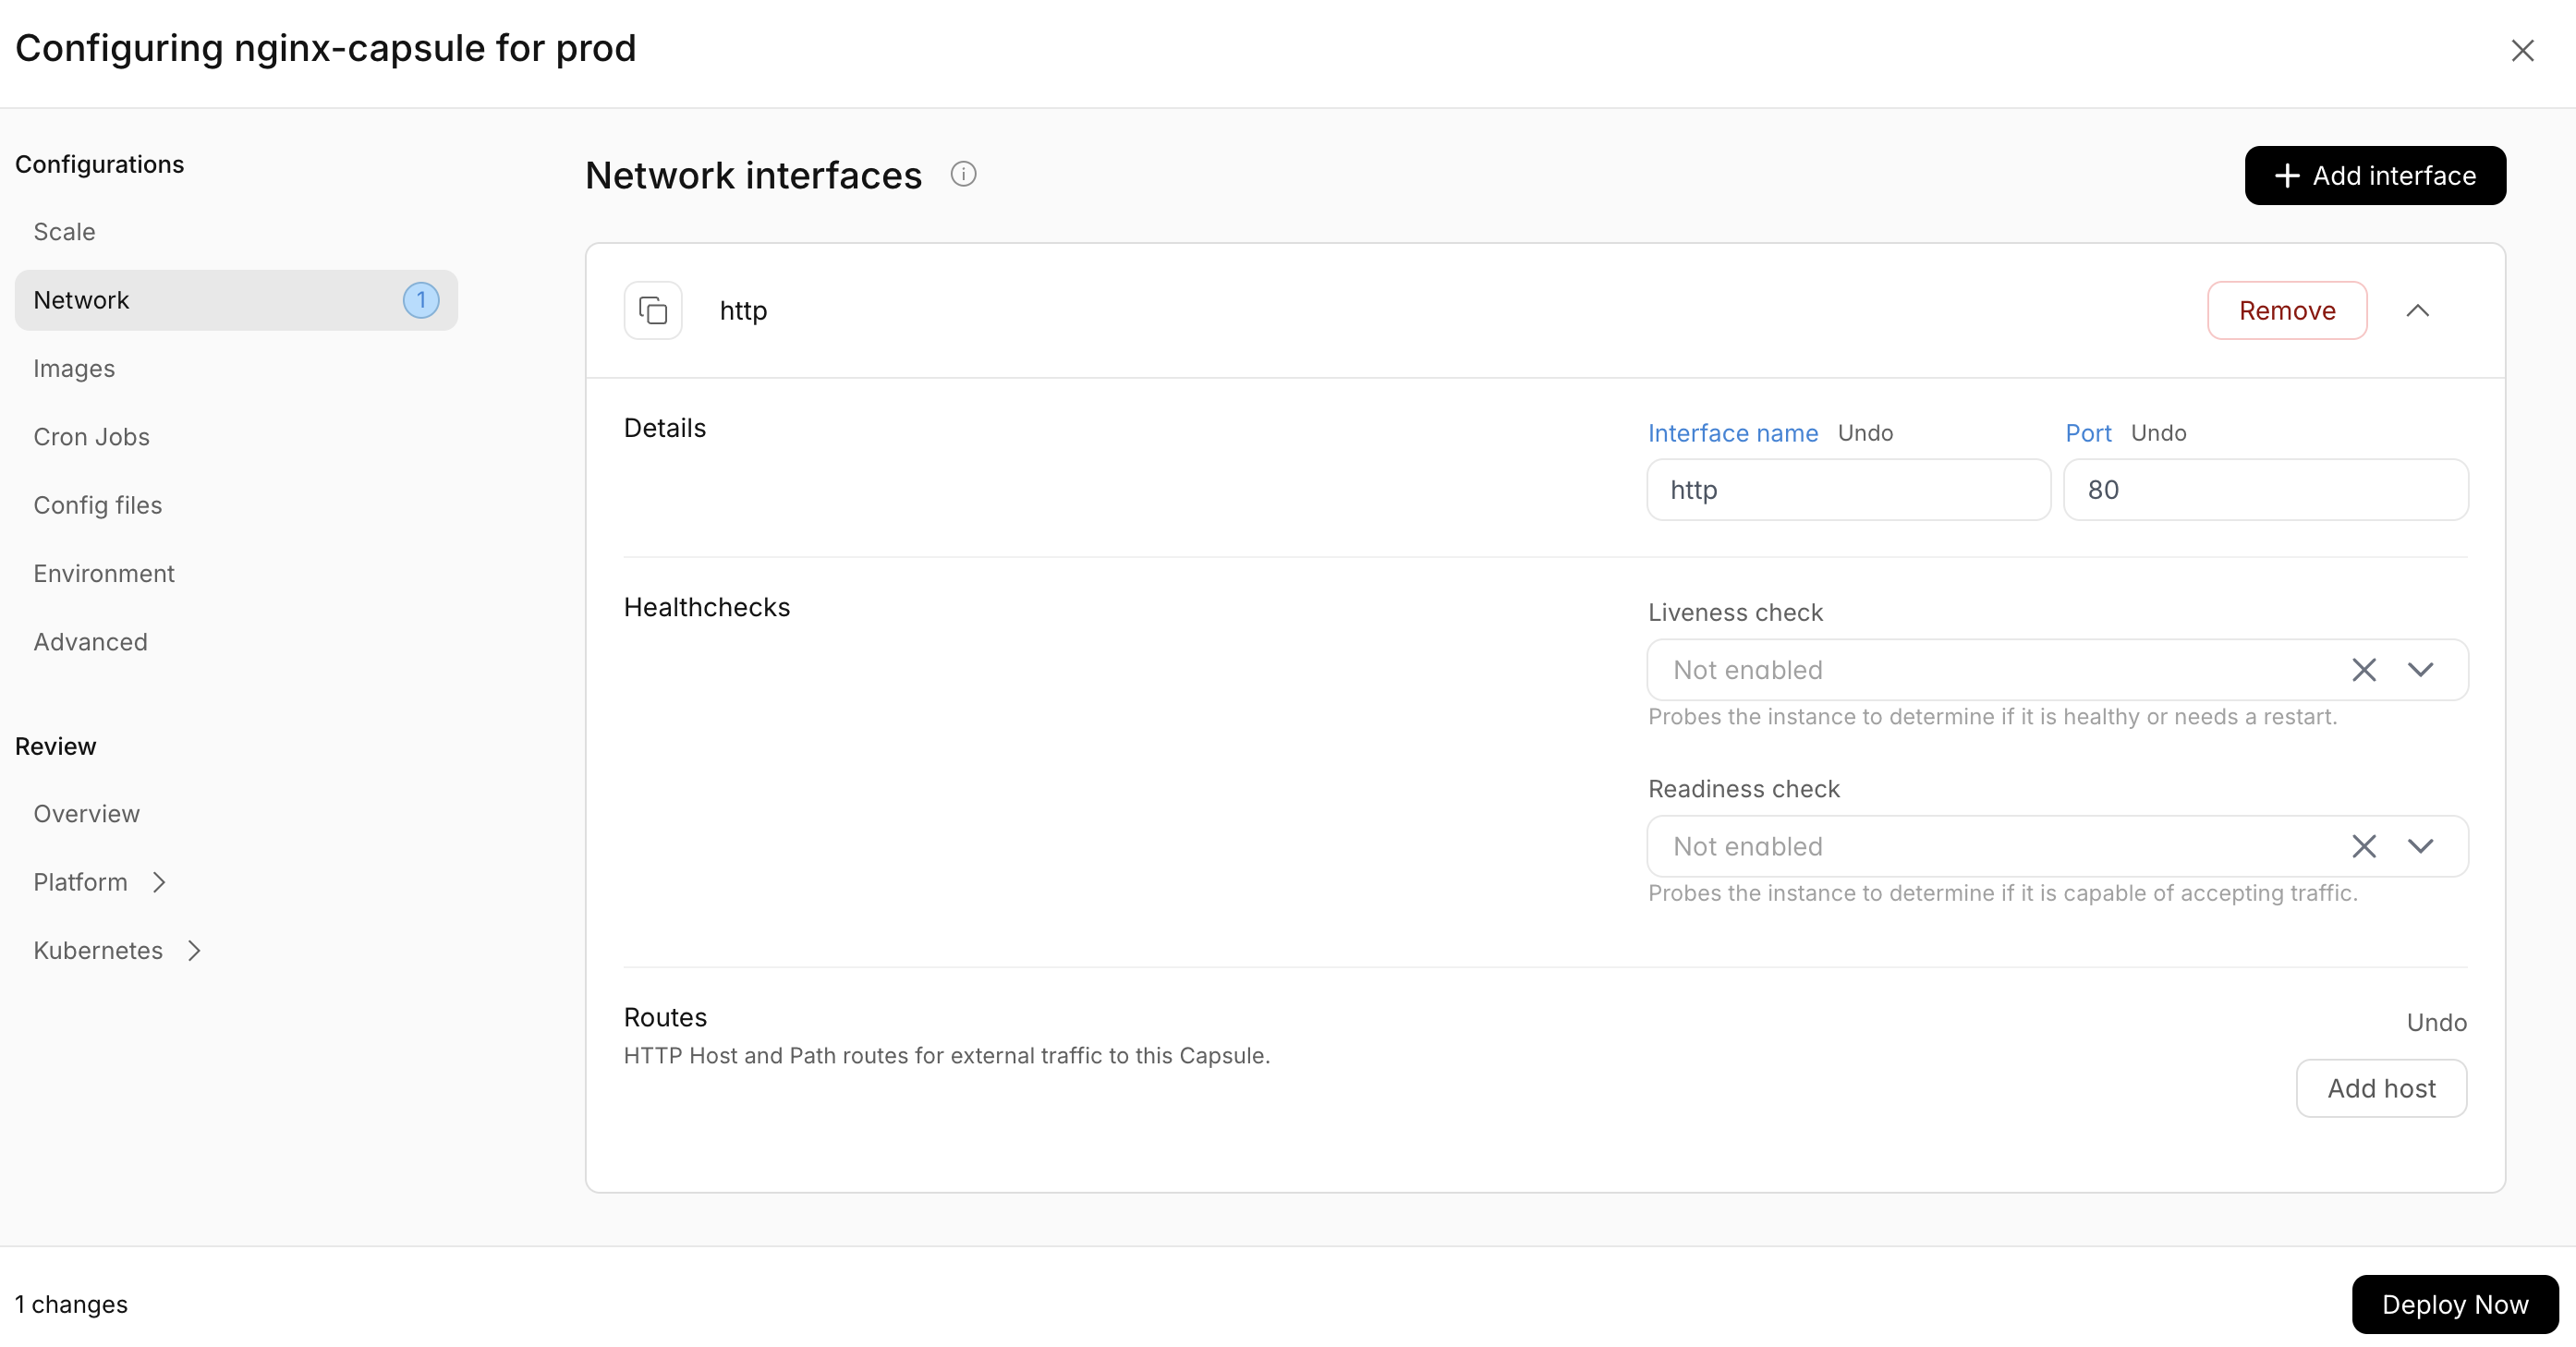 Configuring nginx-capsule for prod
Configurations
Scale
Network 1
Images
Cron Jobs
Config files
Environment
Advanced
Review
Overview
Platform
Kubernetes
Network interfaces
Add interface
http
Remove
Details
Interface name Undo Port Undo
http 80
Healthchecks
Liveness check
Not enabled
Probes the instance to determine if it is healthy or needs a restart.
Readiness check
Not enabled
Probes the instance to determine if it is capable of accepting traffic.
Routes
Undo
HTTP Host and Path routes for external traffic to this Capsule.
Add host
1 changes
Deploy Now